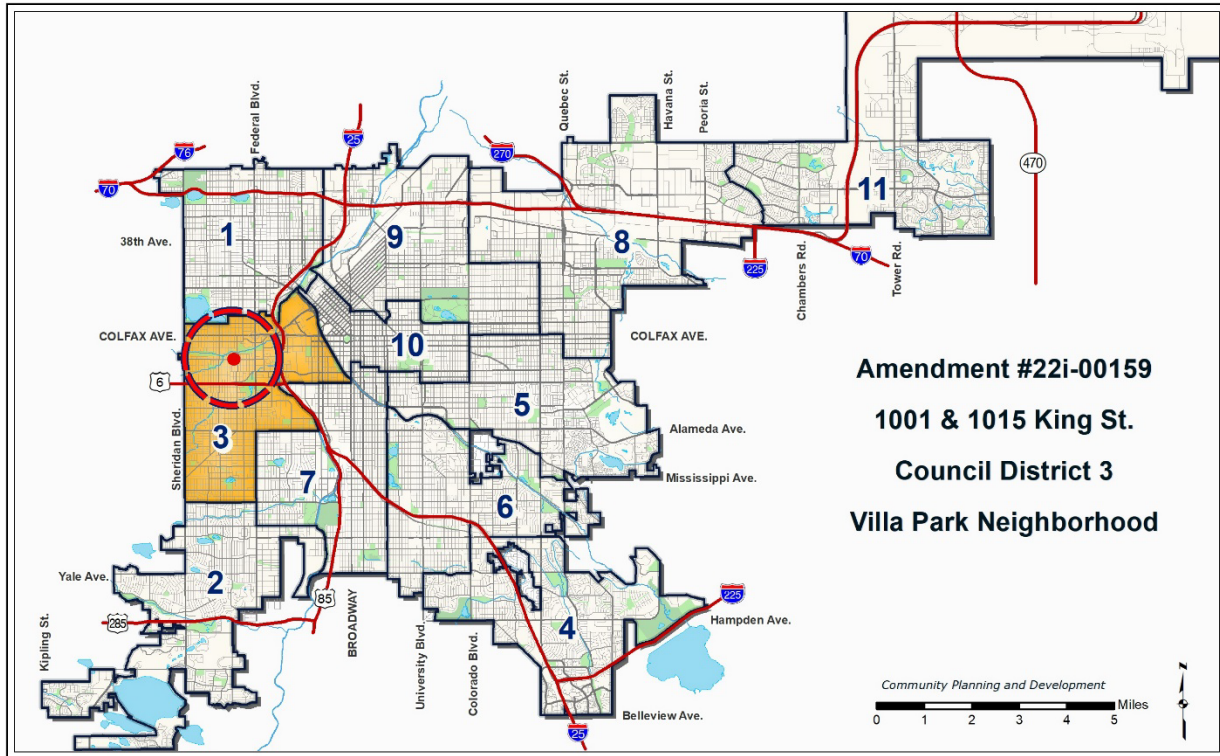 Federal Blvd.
Quebec St.
Havana St.
Peoria St.
25
76
270
70
470
1
9
8
11
38th Ave.
225
70
Chambers Rd.
Tower Rd.
COLFAX AVE.
COLFAX AVE.
10
6
Amendment #22i-00159
1001 & 1015 King St.
Council District 3
Villa Park Neighborhood
5
3
Sheridan Blvd.
Alameda Ave.
7
Mississippi Ave.
6
Yale Ave.
2
85
BROADWAY
285
Kipling St.
University Blvd.
Colorado Blvd.
4
225
Hampden Ave.
25
Belleview Ave.
Community Planning and Development
0 1 2 3 4 5 Miles
N